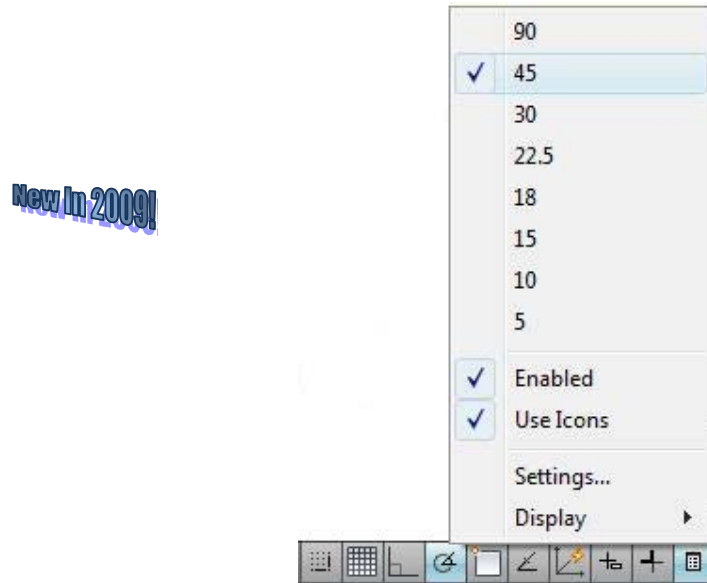 90
45
30
22.5
18
15
10
5
New In 2009!
Enabled
Use Icons
Settings...
Display